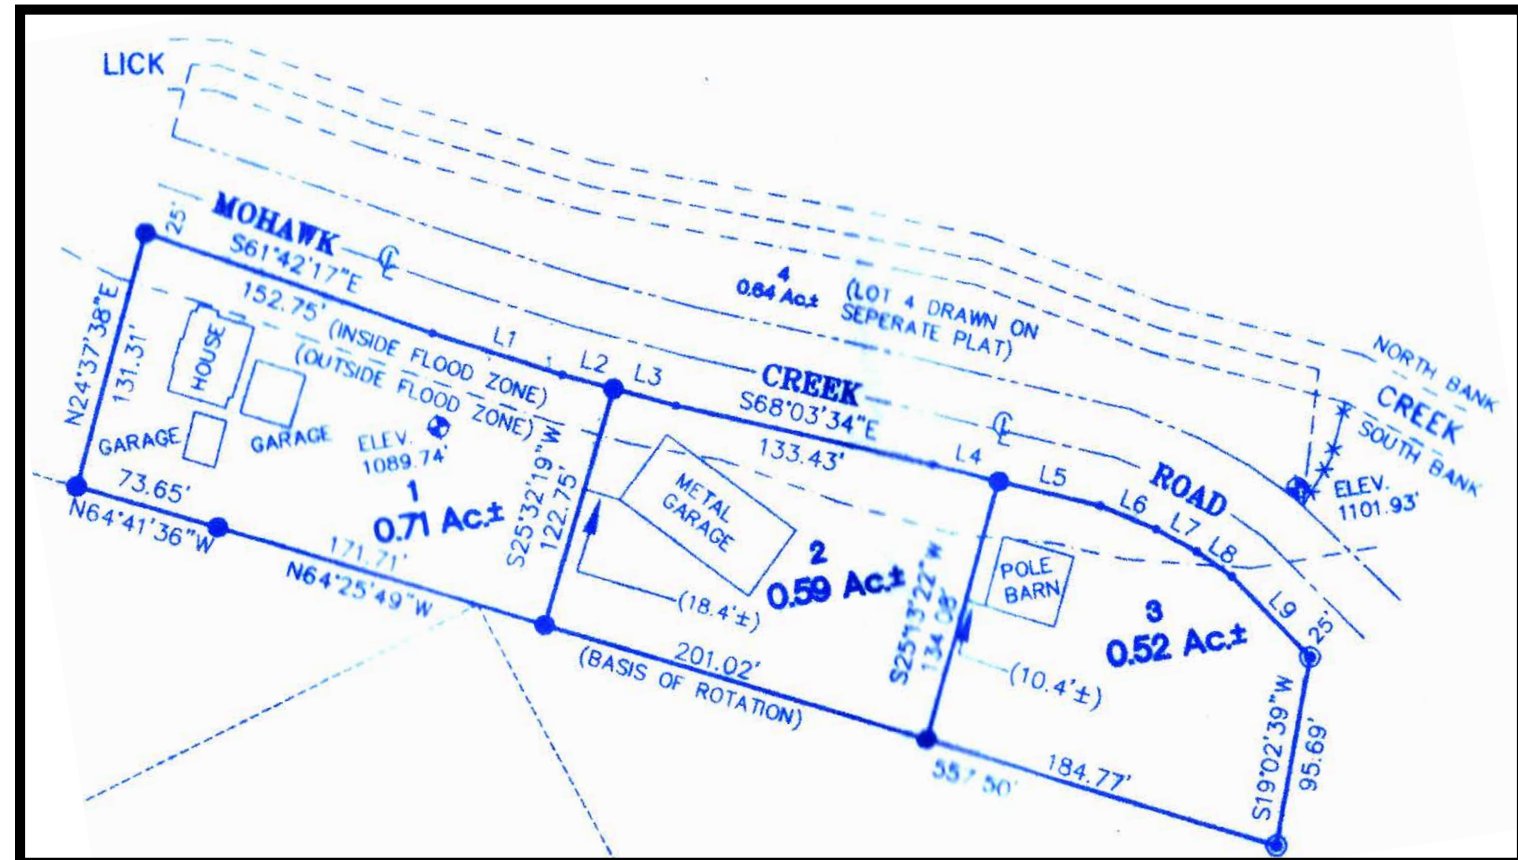 LICK
MOHAWK
25'
S61°42'17"E
152.75'
(INSIDE FLOOD ZONE)
(OUTSIDE FLOOD ZONE)
L1
L2
L3
N24°37'38"E
131.31'
HOUSE
GARAGE
GARAGE
ELEV.
1089.74'
1
0.71 Ac.±
73.65'
N64°41'36"W
171.71'
N64°25'49"W
S25°32'19"W
122.75'
4
0.64 Ac.±
(LOT 4 DRAWN ON
SEPERATE PLAT)
CREEK
S68°03'34"E
133.43'
METAL
GARAGE
2
0.59 Ac.±
(18.4'±)
201.02'
(BASIS OF ROTATION)
L4
L5
L6
L7
L8
L9
ROAD
25'
S25°13'22"W
134.08'
POLE
BARN
3
0.52 Ac.±
(10.4'±)
557.50'
184.77'
S19°02'39"W
95.69'
NORTH BANK
CREEK
SOUTH BANK
ELEV.
1101.93'